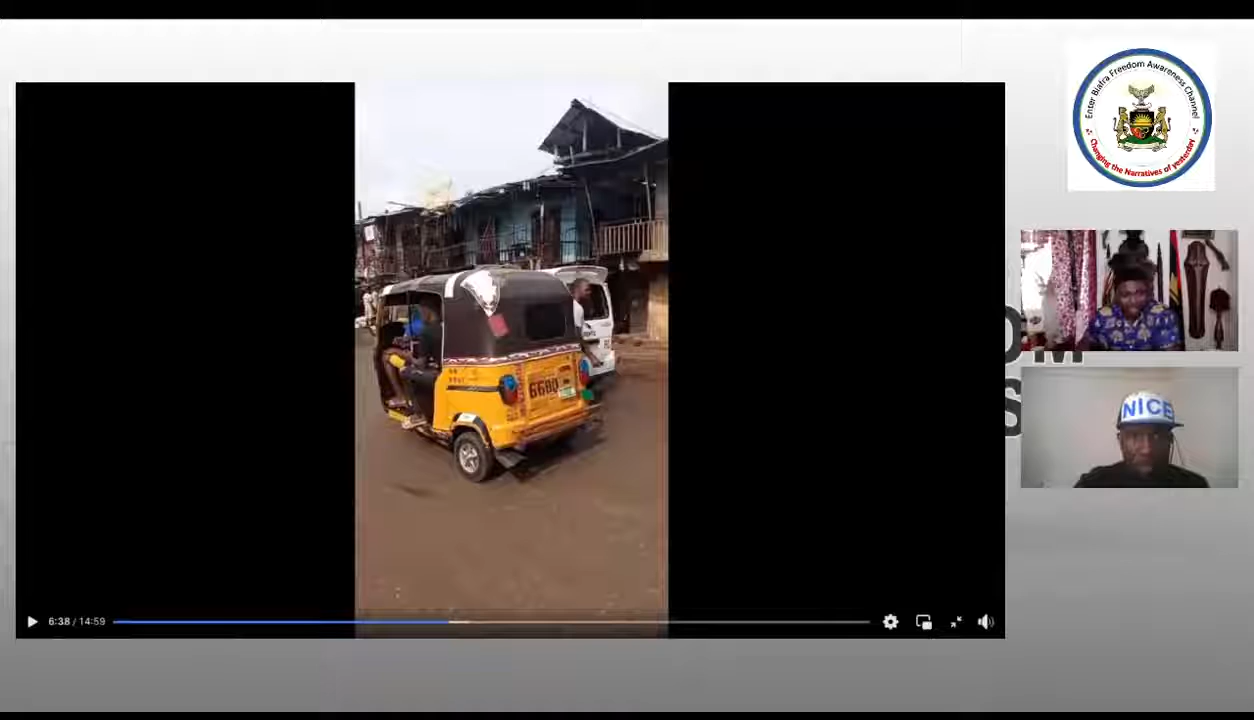 Enter Biafra Freedom Awareness Channel
Changing the Narratives of yesterday
NICE
6680
6:38 / 14:59